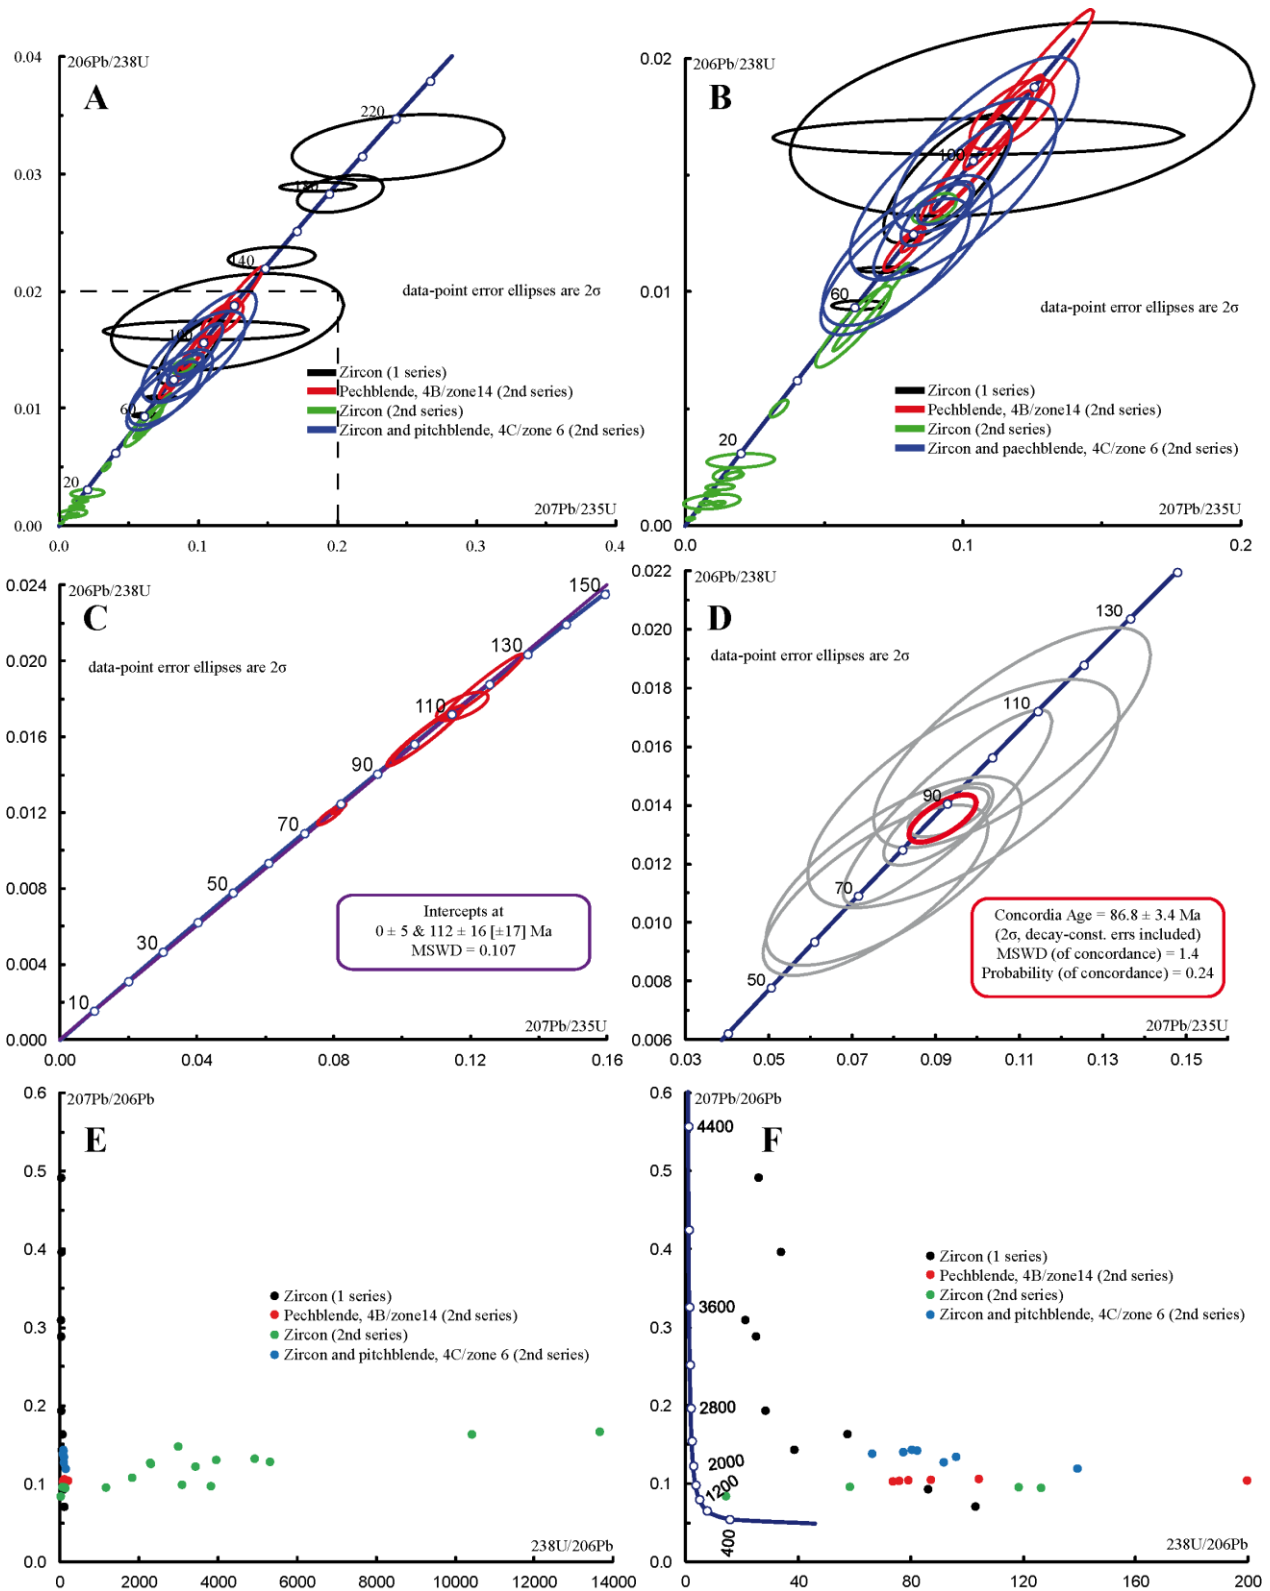 A
206Pb/238U
0.04
0.03
0.02
0.01
0.00
220
180
140
100
60
20
data-point error ellipses are 2σ
Zircon (1 series)
Pechblende, 4B/zone14 (2nd series)
Zircon (2nd series)
Zircon and pitchblende, 4C/zone 6 (2nd series)
207Pb/235U
0.0 0.1 0.2 0.3 0.4
B
206Pb/238U
0.02
0.01
0.00
100
60
20
data-point error ellipses are 2σ
Zircon (1 series)
Pechblende, 4B/zone14 (2nd series)
Zircon (2nd series)
Zircon and paechblende, 4C/zone 6 (2nd series)
207Pb/235U
0.0 0.1 0.2
C
206Pb/238U
0.024
0.020
0.016
0.012
0.008
0.004
0.000
150
130
110
90
70
50
30
10
data-point error ellipses are 2σ
Intercepts at
0 ± 5 & 112 ± 16 [±17] Ma
MSWD = 0.107
207Pb/235U
0.00 0.04 0.08 0.12 0.16
D
206Pb/238U
0.022
0.020
0.018
0.016
0.014
0.012
0.010
0.008
0.006
130
110
90
70
50
data-point error ellipses are 2σ
Concordia Age = 86.8 ± 3.4 Ma
(2σ, decay-const. errs included)
MSWD (of concordance) = 1.4
Probability (of concordance) = 0.24
207Pb/235U
0.03 0.05 0.07 0.09 0.11 0.13 0.15
E
207Pb/206Pb
0.6
0.5
0.4
0.3
0.2
0.1
0.0
Zircon (1 series)
Pechblende, 4B/zone14 (2nd series)
Zircon (2nd series)
Zircon and pitchblende, 4C/zone 6 (2nd series)
238U/206Pb
0 2000 4000 6000 8000 10000 12000 14000
F
207Pb/206Pb
0.6
0.5
0.4
0.3
0.2
0.1
0.0
4400
3600
2800
2000
1200
400
Zircon (1 series)
Pechblende, 4B/zone14 (2nd series)
Zircon (2nd series)
Zircon and pitchblende, 4C/zone 6 (2nd series)
238U/206Pb
0 40 80 120 160 200